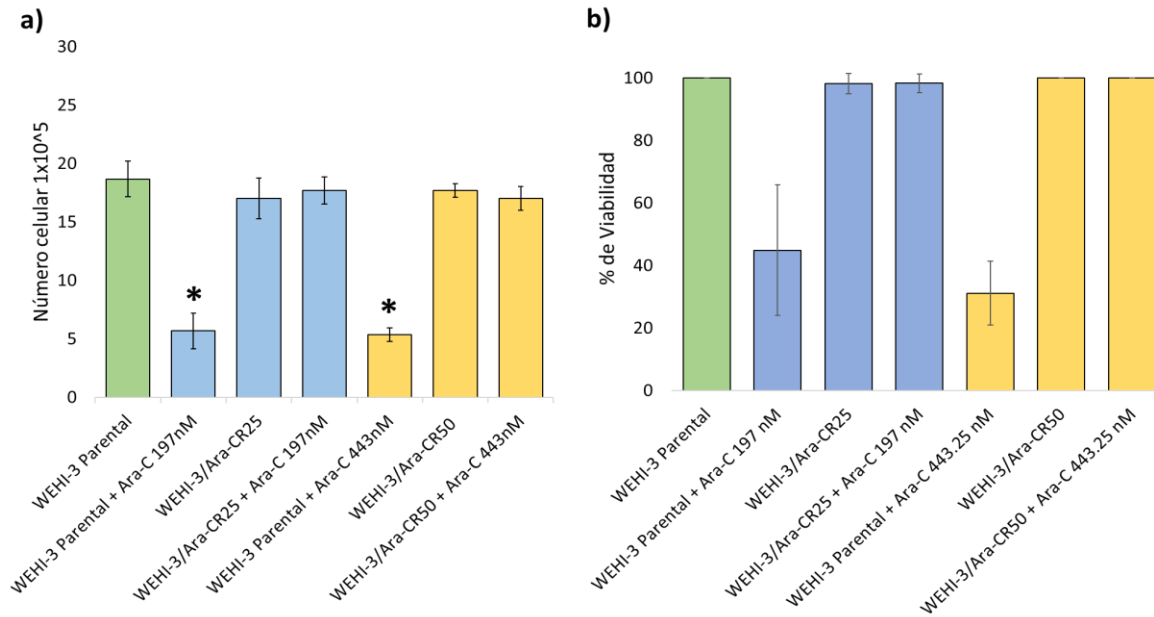 a)
Número celular 1x10^5
30
25
20
15
10
5
0
*
*
WEHI-3 Parental
WEHI-3 Parental + Ara-C 197nM
WEHI-3/Ara-CR25
WEHI-3/Ara-CR25 + Ara-C 197nM
WEHI-3 Parental + Ara-C 443nM
WEHI-3/Ara-CR50
WEHI-3/Ara-CR50 + Ara-C 443nM
b)
% de Viabilidad
100
80
60
40
20
0
WEHI-3 Parental
WEHI-3 Parental + Ara-C 197 nM
WEHI-3/Ara-CR25
WEHI-3/Ara-CR25 + Ara-C 197 nM
WEHI-3 Parental + Ara-C 443.25 nM
WEHI-3/Ara-CR50
WEHI-3/Ara-CR50 + Ara-C 443.25 nM